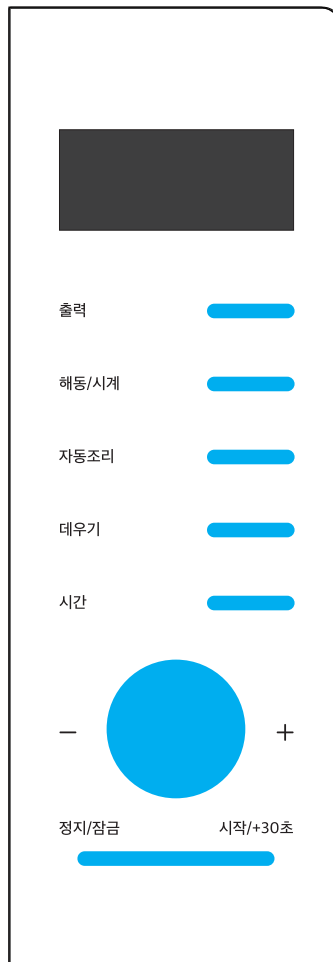 출력
해동/시계
자동조리
데우기
시간
− +
정지/잠금 시작/+30초